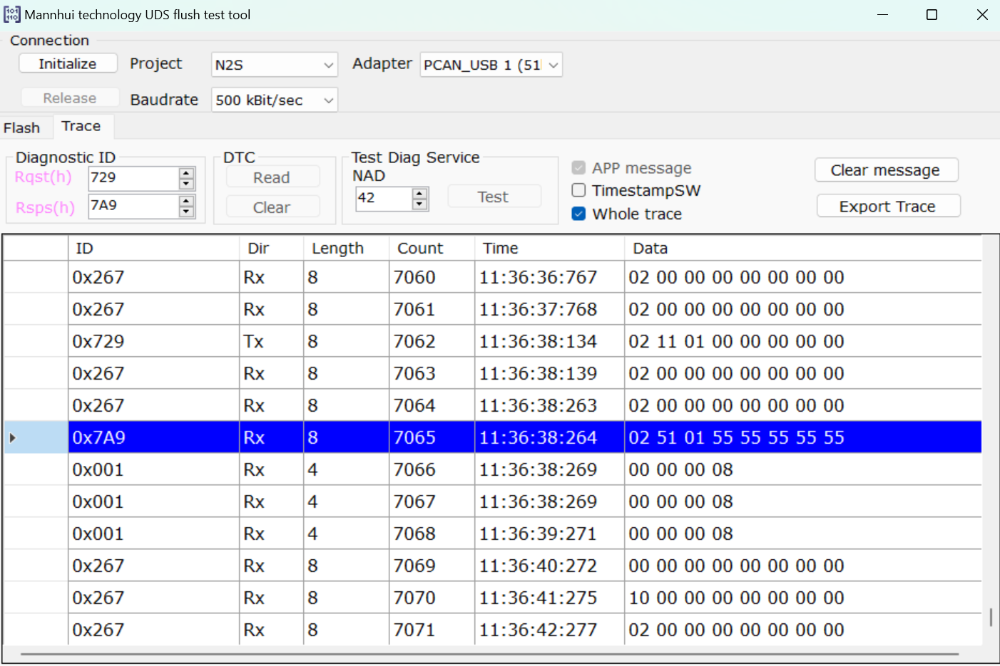 Mannhui technology UDS flush test tool
Connection
Initialize Project N2S Adapter PCAN_USB 1 (51
Release Baudrate 500 kBit/sec
Flash Trace
Diagnostic ID DTC Test Diag Service
Rqst(h) 729 Read NAD APP message Clear message
Rsps(h) 7A9 Clear 42 Test TimestampSW
Whole trace Export Trace
ID Dir Length Count Time Data
0x267 Rx 8 7060 11:36:36:767 02 00 00 00 00 00 00 00
0x267 Rx 8 7061 11:36:37:768 02 00 00 00 00 00 00 00
0x729 Tx 8 7062 11:36:38:134 02 11 01 00 00 00 00 00
0x267 Rx 8 7063 11:36:38:139 02 00 00 00 00 00 00 00
0x267 Rx 8 7064 11:36:38:263 02 00 00 00 00 00 00 00
0x7A9 Rx 8 7065 11:36:38:264 02 51 01 55 55 55 55 55
0x001 Rx 4 7066 11:36:38:269 00 00 00 08
0x001 Rx 4 7067 11:36:38:269 00 00 00 08
0x001 Rx 4 7068 11:36:39:271 00 00 00 08
0x267 Rx 8 7069 11:36:40:272 00 00 00 00 00 00 00 00
0x267 Rx 8 7070 11:36:41:275 10 00 00 00 00 00 00 00
0x267 Rx 8 7071 11:36:42:277 02 00 00 00 00 00 00 00